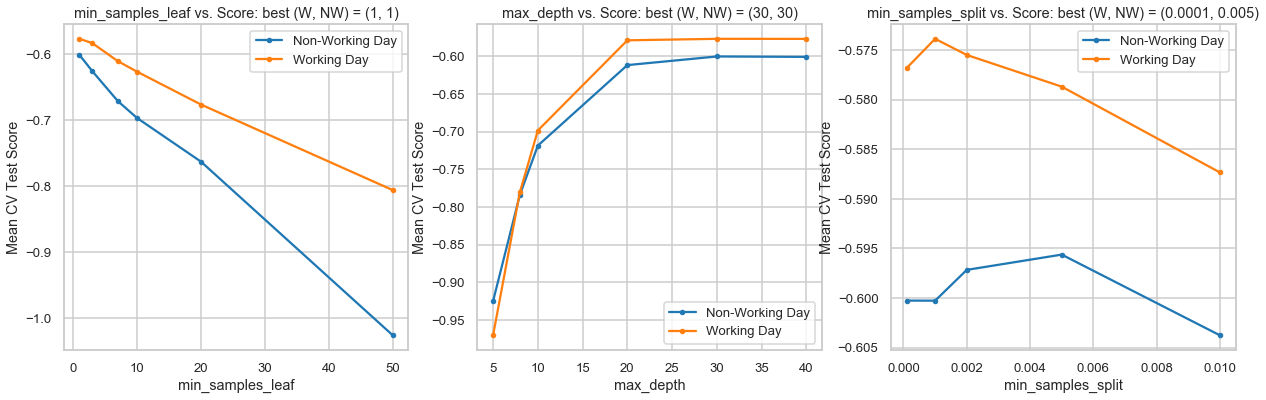 min_samples_leaf vs. Score: best (W, NW) = (1, 1)
Non-Working Day
Working Day
Mean CV Test Score
−0.6
−0.7
−0.8
−0.9
−1.0
0
10
20
30
40
50
min_samples_leaf
max_depth vs. Score: best (W, NW) = (30, 30)
Mean CV Test Score
−0.60
−0.65
−0.70
−0.75
−0.80
−0.85
−0.90
−0.95
Non-Working Day
Working Day
5
10
15
20
25
30
35
40
max_depth
min_samples_split vs. Score: best (W, NW) = (0.0001, 0.005)
Non-Working Day
Working Day
Mean CV Test Score
−0.575
−0.580
−0.585
−0.590
−0.595
−0.600
−0.605
0.000
0.002
0.004
0.006
0.008
0.010
min_samples_split